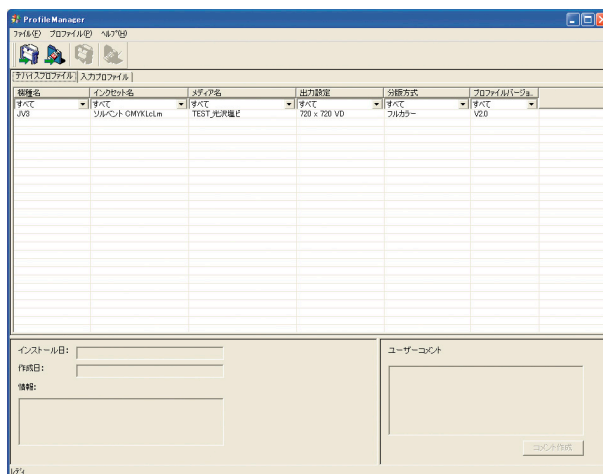 ProfileManager
ファイル(F) プロファイル(P) ヘルプ(H)
デバイスプロファイル 入力プロファイル
機種名 インクセット名 メディア名 出力設定 分版方式 プロファイルバージョ...
すべて すべて すべて すべて すべて すべて
JV3 ソルベント CMYKLcLm TEST_光沢塩ビ 720 x 720 VD フルカラー V2.0
インストール日:
作成日:
情報:
ユーザーコメント
コメント作成
レディ